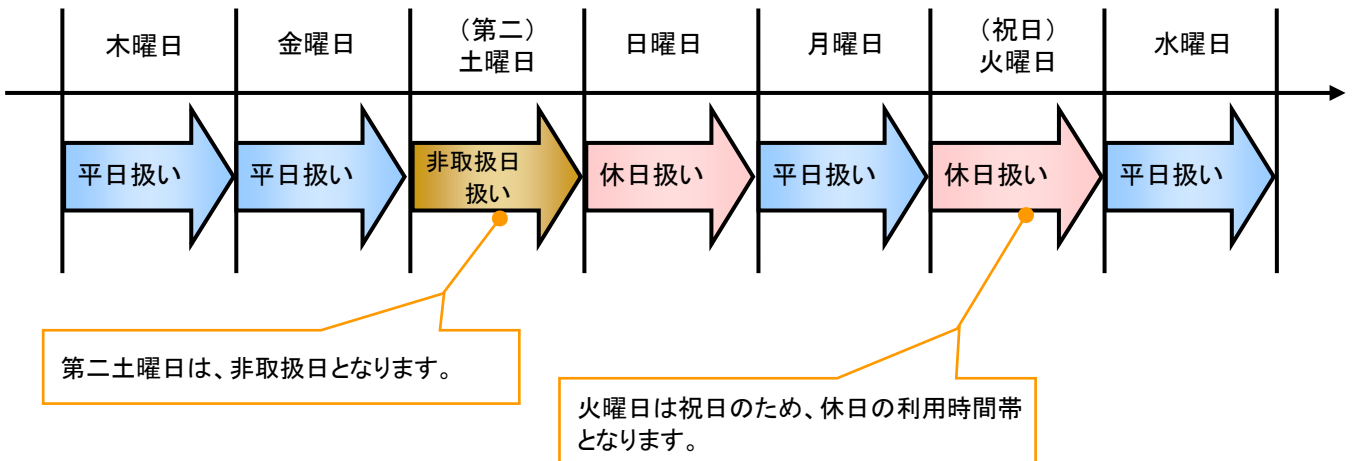 木曜日
金曜日
（第二）
土曜日
日曜日
月曜日
（祝日）
火曜日
水曜日
平日扱い
平日扱い
非取扱日
扱い
休日扱い
平日扱い
休日扱い
平日扱い
第二土曜日は、非取扱日となります。
火曜日は祝日のため、休日の利用時間帯
となります。